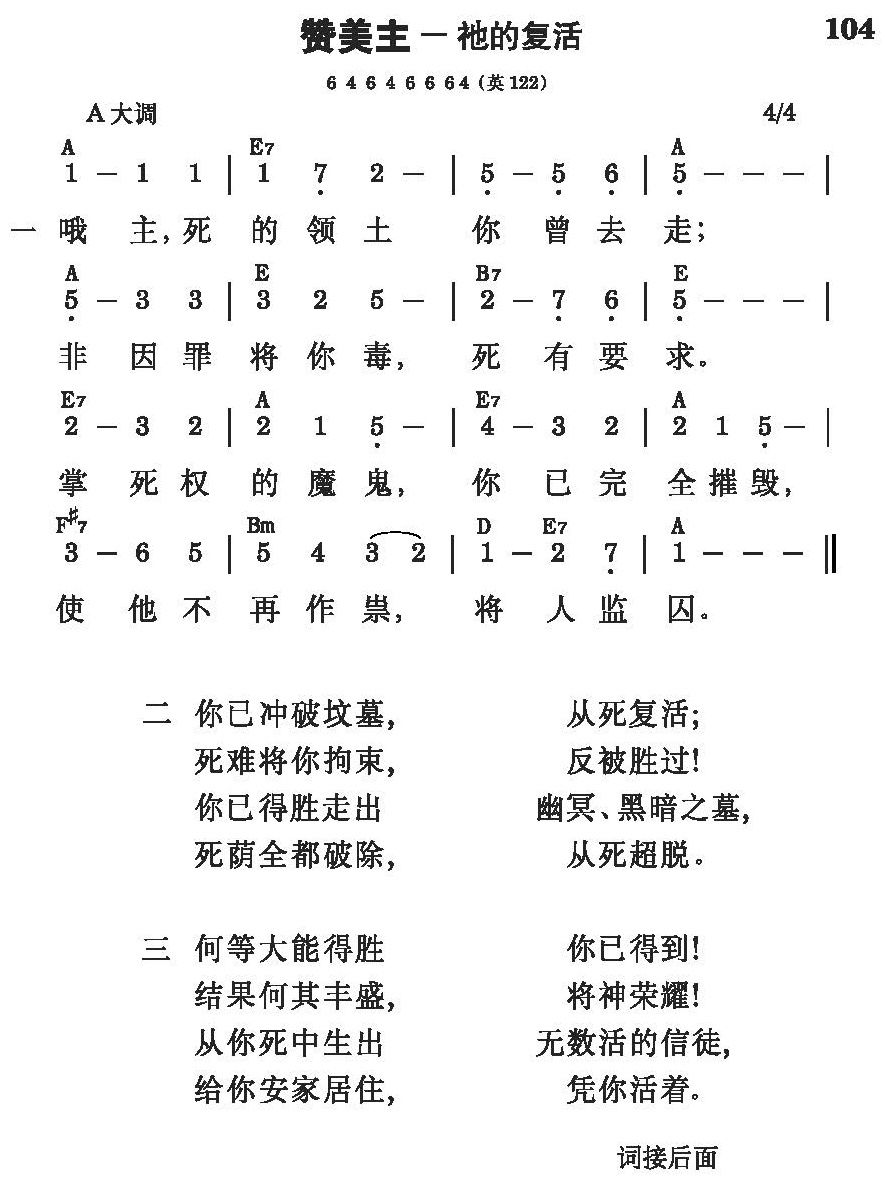 赞美主－祂的复活 104
6 4 6 4 6 6 6 4（英122）
A大调 4/4
A E7 A
1 － 1 1 | 1 7̣ 2 － | 5̣ － 5̣ 6̣ | 5̣ － － － |
一 哦 主，死 的 领 土 你 曾 去 走；
A E B7 E
5̣ － 3 3 | 3 2 5 － | 2 － 7̣ 6̣ | 5̣ － － － |
非 因 罪 将 你 毒， 死 有 要 求。
E7 A E7 A
2 － 3 2 | 2 1 5̣ － | 4 － 3 2 | 2 1 5̣ － |
掌 死 权 的 魔 鬼， 你 已 完 全 摧 毁，
F♯7 Bm D E7 A
3 － 6 5 | 5 4 3 2 | 1 － 2 7̣ | 1 － － － ‖
使 他 不 再 作 祟， 将 人 监 囚。
二 你已冲破坟墓， 从死复活；
死难将你拘束， 反被胜过！
你已得胜走出 幽冥、黑暗之墓，
死荫全都破除， 从死超脱。
三 何等大能得胜 你已得到！
结果何其丰盛， 将神荣耀！
从你死中生出 无数活的信徒，
给你安家居住， 凭你活着。
词接后面